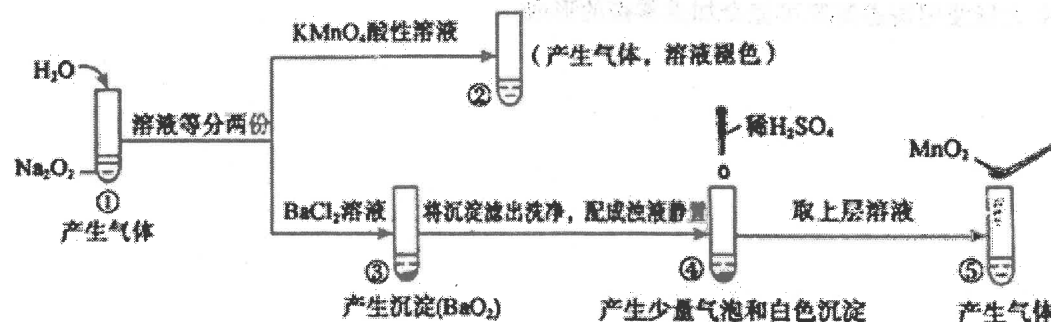 KMnO₄酸性溶液
(产生气体，溶液褪色)
H₂O
②
溶液等分两份
稀H₂SO₄
MnO₂
Na₂O₂
①
BaCl₂溶液
将沉淀滤出洗净，配成浊液静置
取上层溶液
产生气体
③
④
⑤
产生沉淀(BaO₂)
产生少量气泡和白色沉淀
产生气体